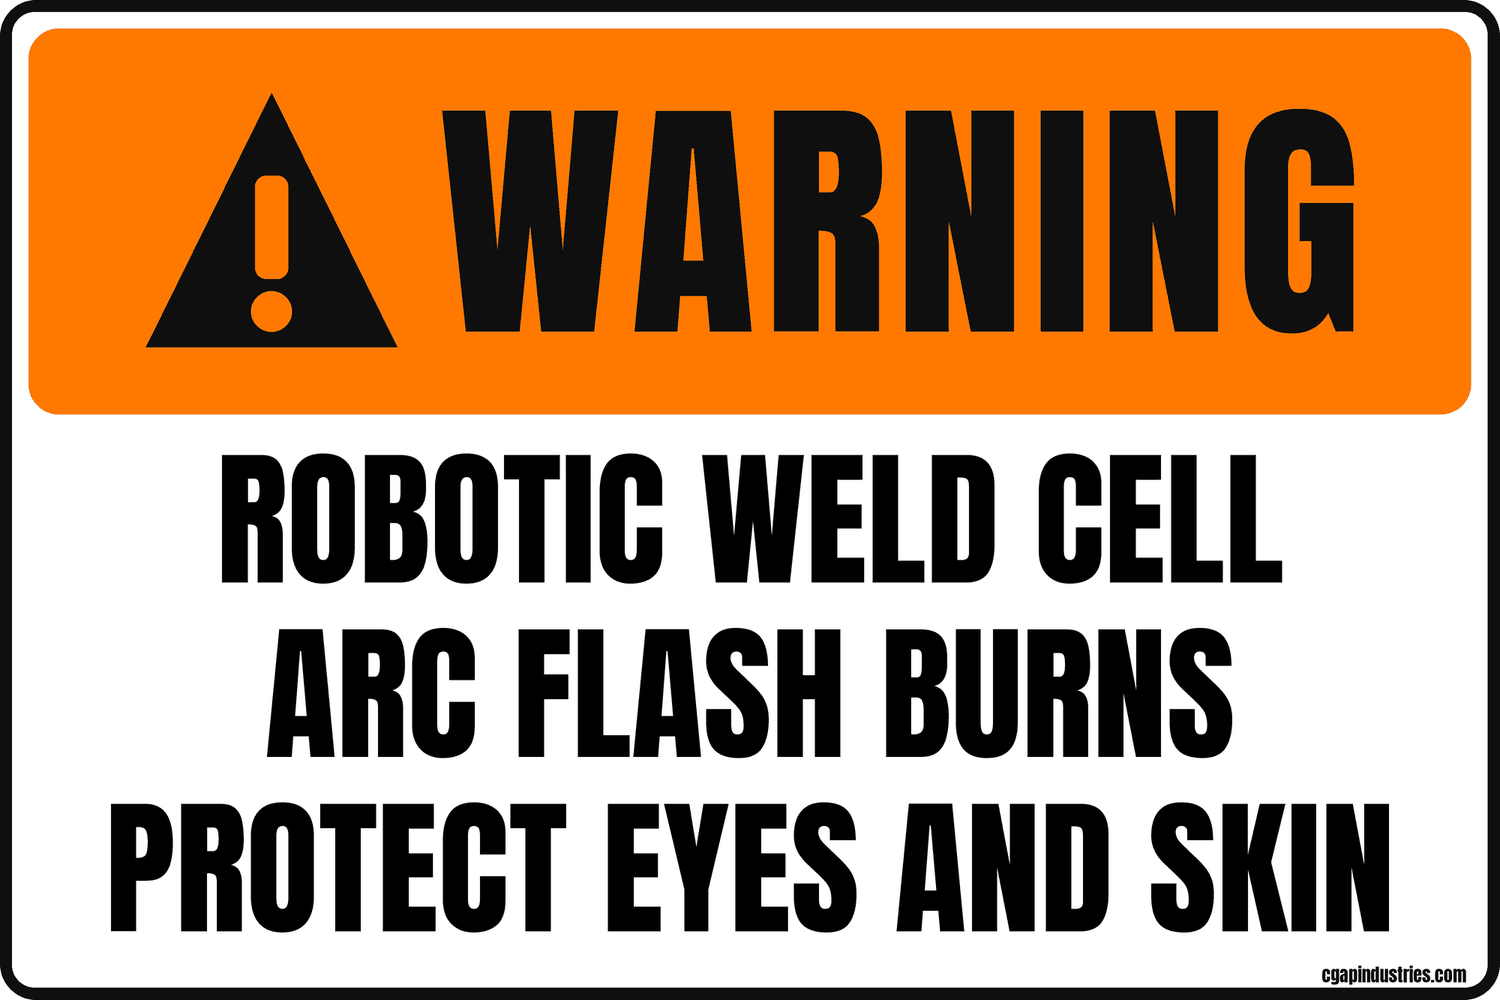 WARNING
ROBOTIC WELD CELL
ARC FLASH BURNS
PROTECT EYES AND SKIN
cgapindustries.com